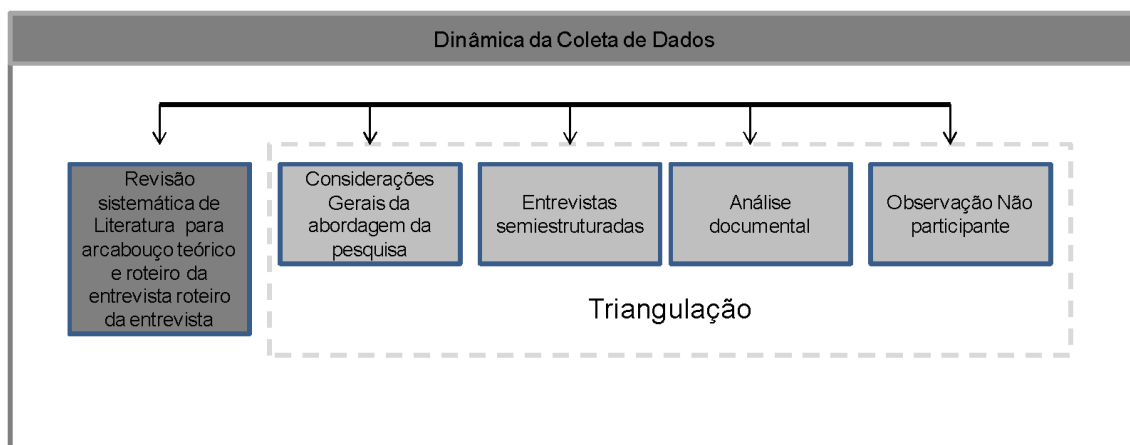 Dinâmica da Coleta de Dados
Revisão
sistemática de
Literatura para
arcabouço teórico
e roteiro da
entrevista roteiro
da entrevista
Considerações
Gerais da
abordagem da
pesquisa
Entrevistas
semiestruturadas
Análise
documental
Observação Não
participante
Triangulação